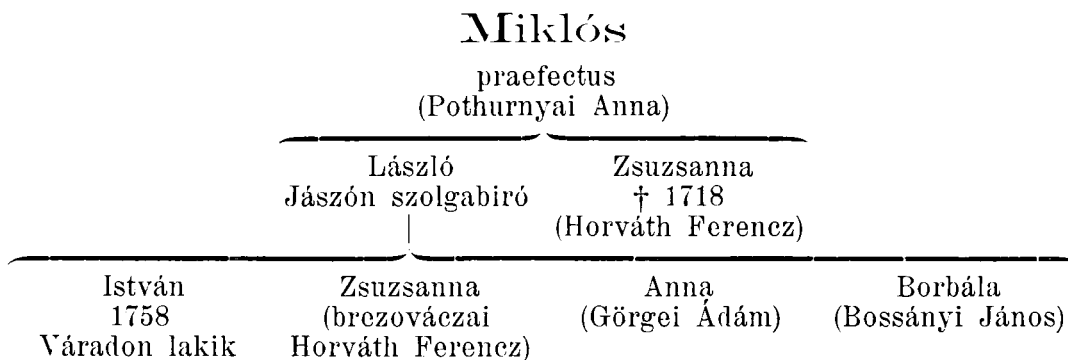 Miklós
praefectus
(Pothurnyai Anna)
László Zsuzsanna
Jászón szolgabiró † 1718
(Horváth Ferencz)
István Zsuzsanna Anna Borbála
1758 (brezováczai (Görgei Ádám) (Bossányi János)
Váradon lakik Horváth Ferencz)